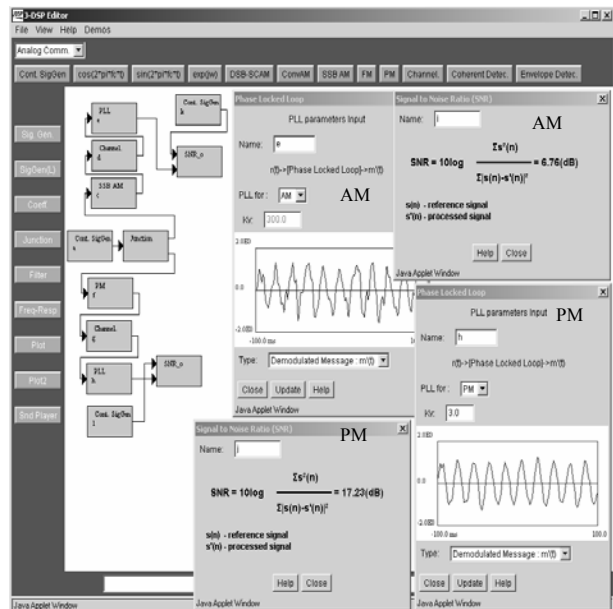 J-DSP Editor
File View Help Demos
Analog Comm.
Cont. SigGen cos(2*pi*fc*t) sin(2*pi*fc*t) exp(jw) DSB-SCAM ConvAM SSB AM FM PM Channel. Coherent Detec. Envelope Detec.
Sig. Gen.
SigGen(L)
Coeff
Junction
Filter
Freq-Resp
Plot
Plot2
Snd Player
PLL
e
Channel
d
SSB AM
c
Cont. SigGen
k
SNR_o
Cont. SigGen
a
Junction
PM
f
Channel
g
PLL
h
SNR_o
Cont. SigGen
l
Phase Locked Loop
PLL parameters Input
Name: e
r(t)->[Phase Locked Loop]->m'(t)
AM
PLL for: AM
Kv: 300.0
2.0E0
-2.0E0
-100.0 ms
Type: Demodulated Message : m'(t)
Close Update Help
Java Applet Window
Signal to Noise Ratio (SNR)
Name: i
AM
SNR = 10log Σs²(n) / Σ|s(n)-s'(n)|² = 6.76(dB)
s(n) - reference signal
s'(n) - processed signal
Help Close
Java Applet Window
Phase Locked Loop
PLL parameters Input
PM
Name: h
r(t)->[Phase Locked Loop]->m'(t)
PLL for: PM
Kv: 3.0
2.0E0
-2.0E0
-100.0 ms 100.0
Type: Demodulated Message : m'(t)
Close Update Help
Java Applet Window
Signal to Noise Ratio (SNR)
PM
Name: j
SNR = 10log Σs²(n) / Σ|s(n)-s'(n)|² = 17.23(dB)
s(n) - reference signal
s'(n) - processed signal
Help Close
Java Applet Window
Java Applet Window